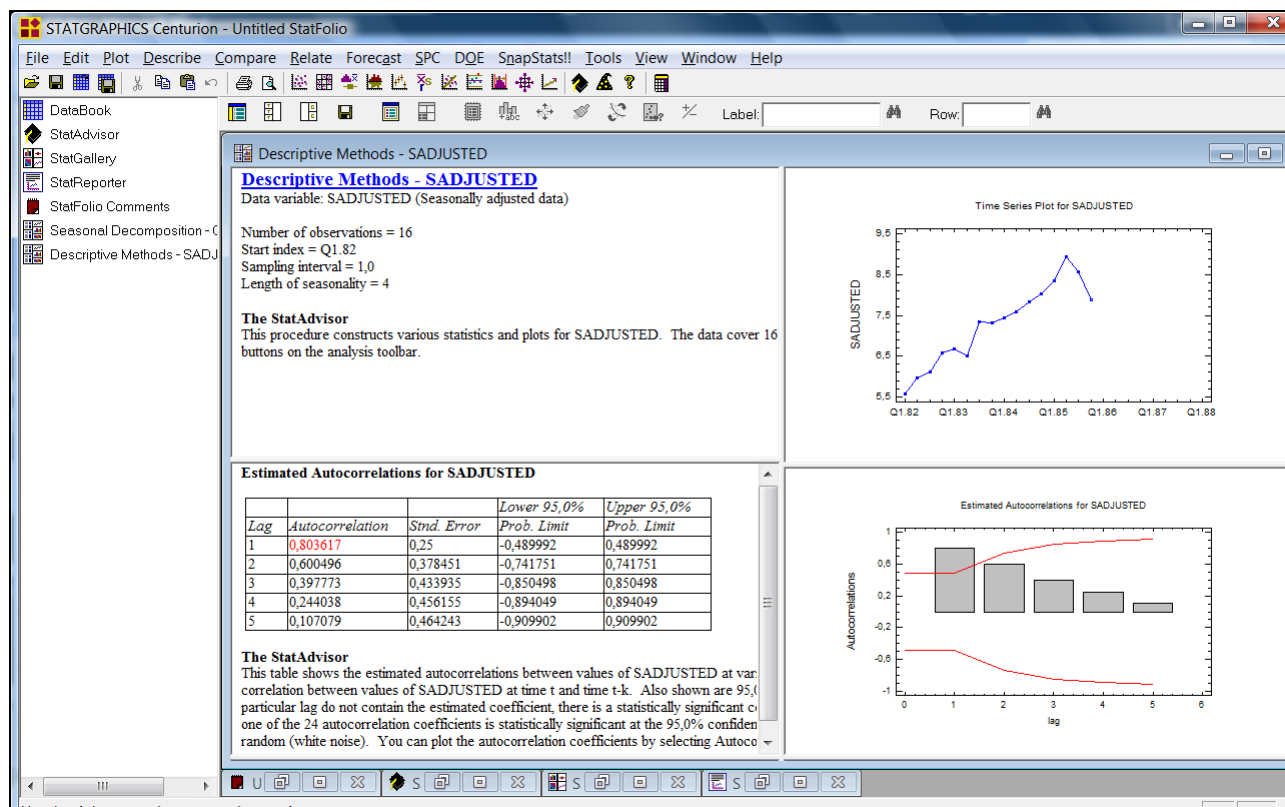 STATGRAPHICS Centurion - Untitled StatFolio
File Edit Plot Describe Compare Relate Forecast SPC DOE SnapStats!! Tools View Window Help
Label: Row:
DataBook
StatAdvisor
StatGallery
StatReporter
StatFolio Comments
Seasonal Decomposition - C
Descriptive Methods - SADJ
Descriptive Methods - SADJUSTED
Descriptive Methods - SADJUSTED
Data variable: SADJUSTED (Seasonally adjusted data)
Number of observations = 16
Start index = Q1.82
Sampling interval = 1,0
Length of seasonality = 4
The StatAdvisor
This procedure constructs various statistics and plots for SADJUSTED. The data cover 16
buttons on the analysis toolbar.
Time Series Plot for SADJUSTED
SADJUSTED
9,5
8,5
7,5
6,5
5,5
Q1.82 Q1.83 Q1.84 Q1.85 Q1.86 Q1.87 Q1.88
Estimated Autocorrelations for SADJUSTED
Lower 95,0% Upper 95,0%
Lag Autocorrelation Stnd. Error Prob. Limit Prob. Limit
1 0,803617 0,25 -0,489992 0,489992
2 0,600496 0,378451 -0,741751 0,741751
3 0,397773 0,433935 -0,850498 0,850498
4 0,244038 0,456155 -0,894049 0,894049
5 0,107079 0,464243 -0,909902 0,909902
The StatAdvisor
This table shows the estimated autocorrelations between values of SADJUSTED at var
correlation between values of SADJUSTED at time t and time t-k. Also shown are 95,0
particular lag do not contain the estimated coefficient, there is a statistically significant c
one of the 24 autocorrelation coefficients is statistically significant at the 95,0% confiden
random (white noise). You can plot the autocorrelation coefficients by selecting Autoco
Estimated Autocorrelations for SADJUSTED
Autocorrelations
1
0,6
0,2
-0,2
-0,6
-1
0 1 2 3 4 5 6
lag
U S S S